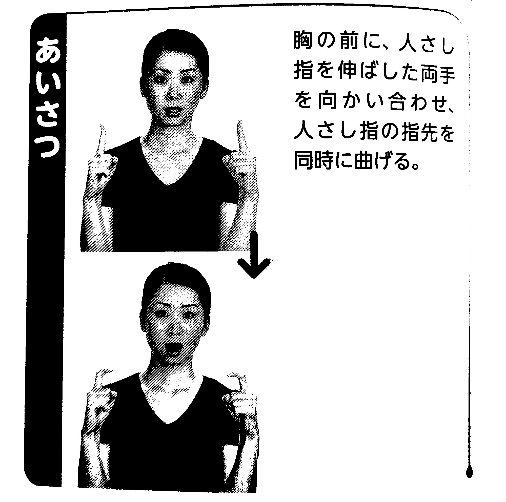 あいさつ
胸の前に、人さし
指を伸ばした両手
を向かい合わせ、
人さし指の指先を
同時に曲げる。